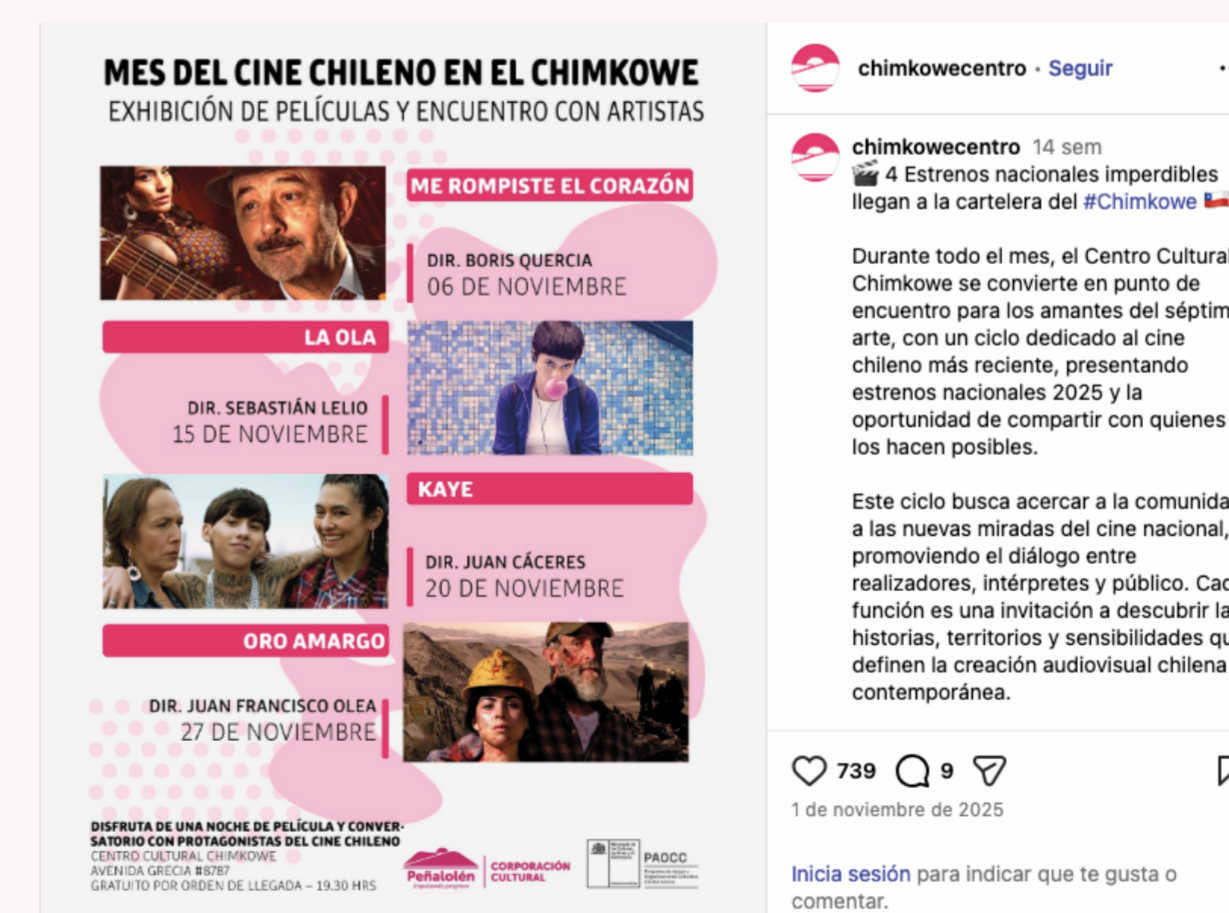 MES DEL CINE CHILENO EN EL CHIMKOWE
EXHIBICIÓN DE PELÍCULAS Y ENCUENTRO CON ARTISTAS
ME ROMPISTE EL CORAZÓN
DIR. BORIS QUERCIA
06 DE NOVIEMBRE
LA OLA
DIR. SEBASTIÁN LELIO
15 DE NOVIEMBRE
KAYE
DIR. JUAN CÁCERES
20 DE NOVIEMBRE
ORO AMARGO
DIR. JUAN FRANCISCO OLEA
27 DE NOVIEMBRE
DISFRUTA DE UNA NOCHE DE PELÍCULA Y CONVER-
SATORIO CON PROTAGONISTAS DEL CINE CHILENO
CENTRO CULTURAL CHIMKOWE
AVENIDA GRECIA #8787
GRATUITO POR ORDEN DE LLEGADA – 19.30 HRS
Peñalolén
CORPORACIÓN
CULTURAL
PAOCC
chimkowecentro · Seguir
chimkowecentro 14 sem
🎬 4 Estrenos nacionales imperdibles
llegan a la cartelera del #Chimkowe 🇨🇱
Durante todo el mes, el Centro Cultural
Chimkowe se convierte en punto de
encuentro para los amantes del séptim
arte, con un ciclo dedicado al cine
chileno más reciente, presentando
estrenos nacionales 2025 y la
oportunidad de compartir con quienes
los hacen posibles.
Este ciclo busca acercar a la comunida
a las nuevas miradas del cine nacional,
promoviendo el diálogo entre
realizadores, intérpretes y público. Cad
función es una invitación a descubrir la
historias, territorios y sensibilidades qu
definen la creación audiovisual chilena
contemporánea.
739 9
1 de noviembre de 2025
Inicia sesión para indicar que te gusta o
comentar.